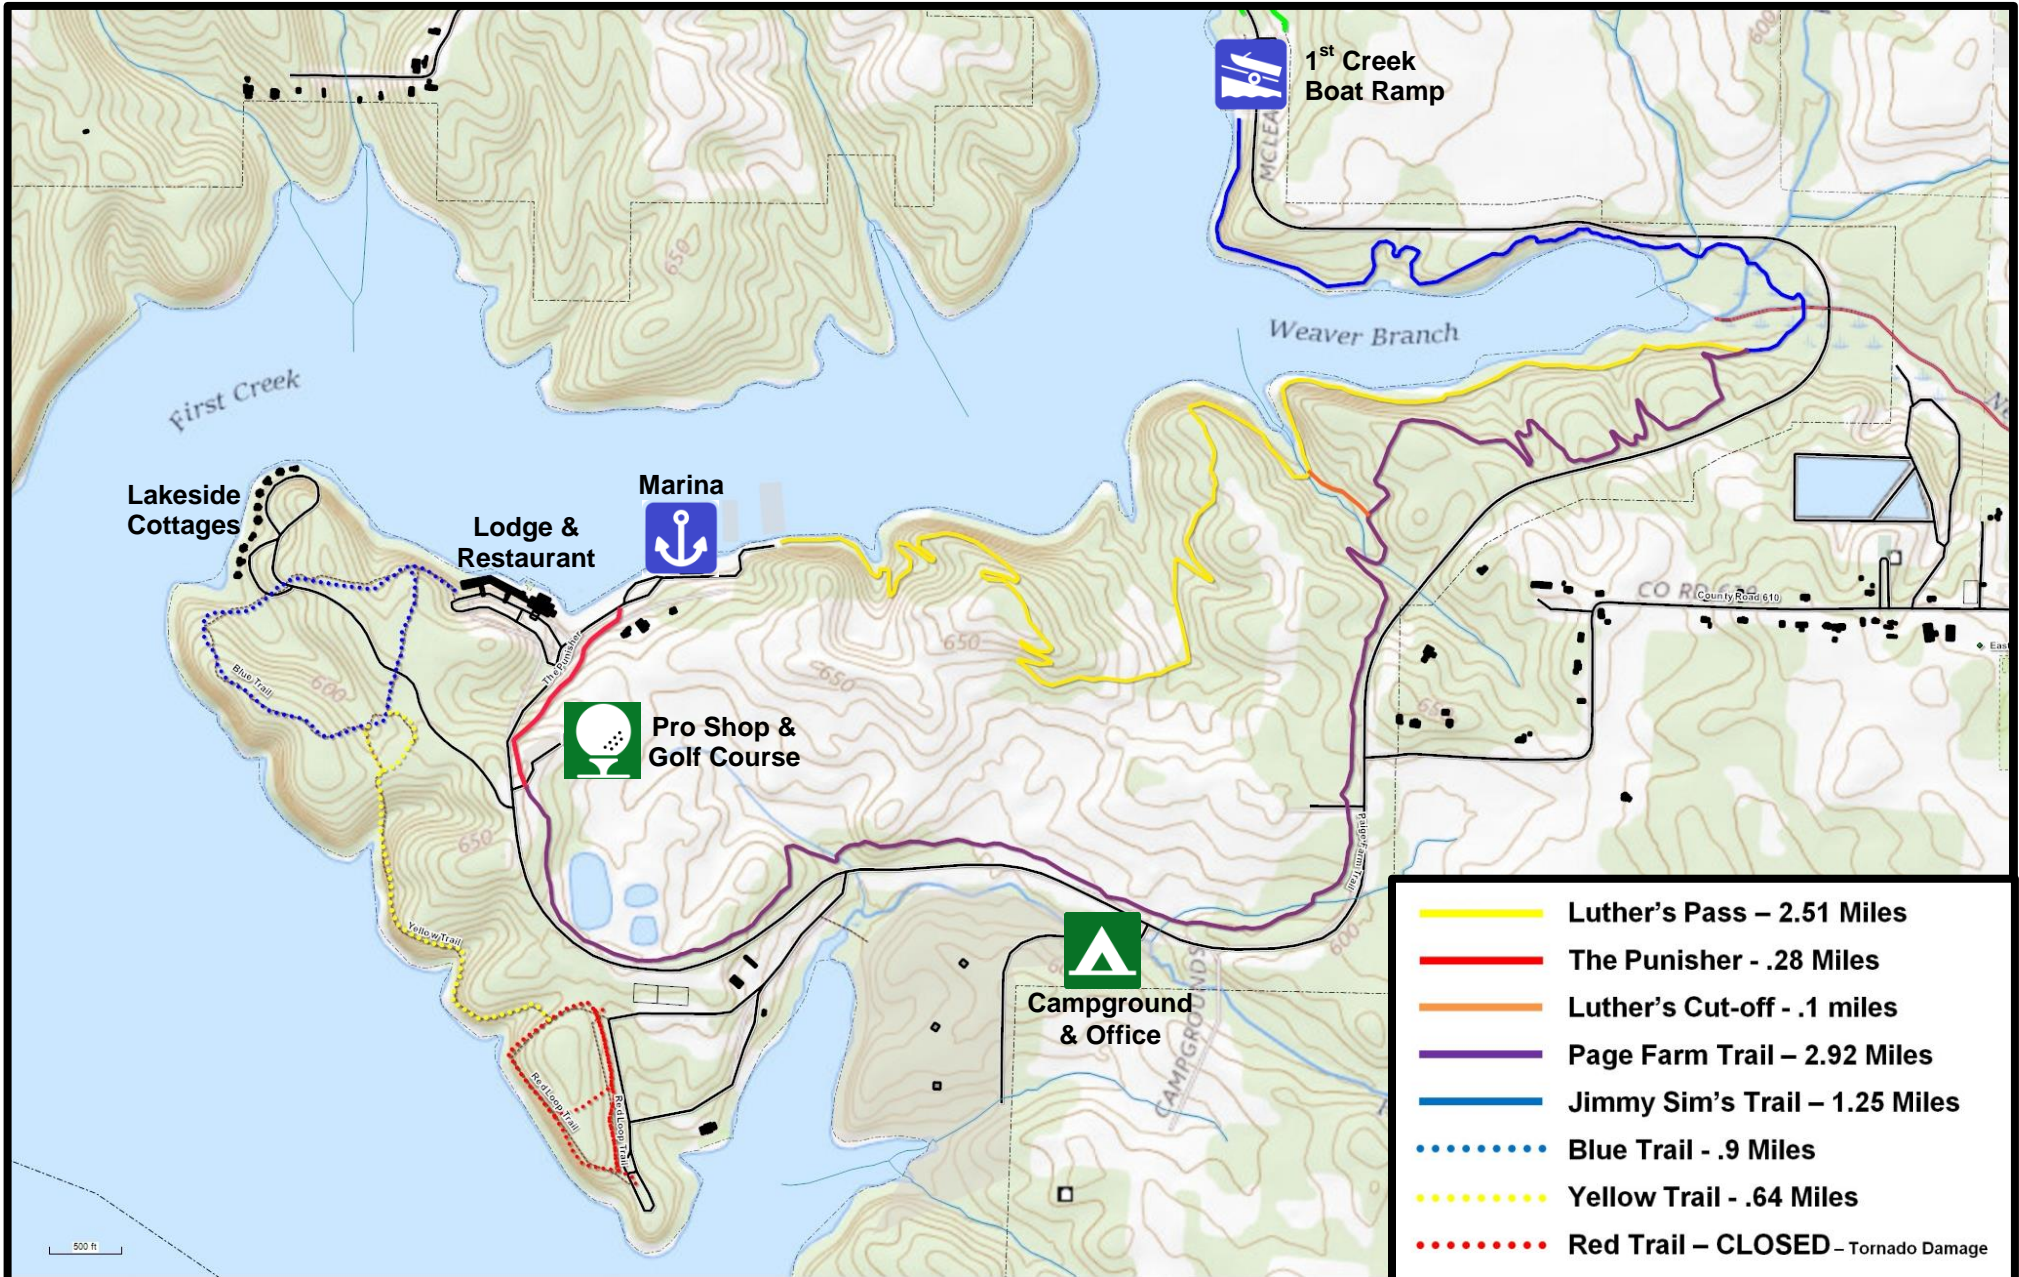 1st Creek
Boat Ramp
MCLEA
600
650
Weaver Branch
First Creek
Marina
Lakeside
Cottages
Lodge &
Restaurant
The Punisher
CO RD 610
County Road 610
East
650
650
650
Blue Trail
600
Pro Shop &
Golf Course
650
Yellow Trail
Paige Farm Trail
600
Campground
& Office
CAMPGROUNDS
Red Loop Trail
Red Loop Trail
500 ft
Luther's Pass – 2.51 Miles
The Punisher - .28 Miles
Luther's Cut-off - .1 miles
Page Farm Trail – 2.92 Miles
Jimmy Sim's Trail – 1.25 Miles
Blue Trail - .9 Miles
Yellow Trail - .64 Miles
Red Trail – CLOSED – Tornado Damage